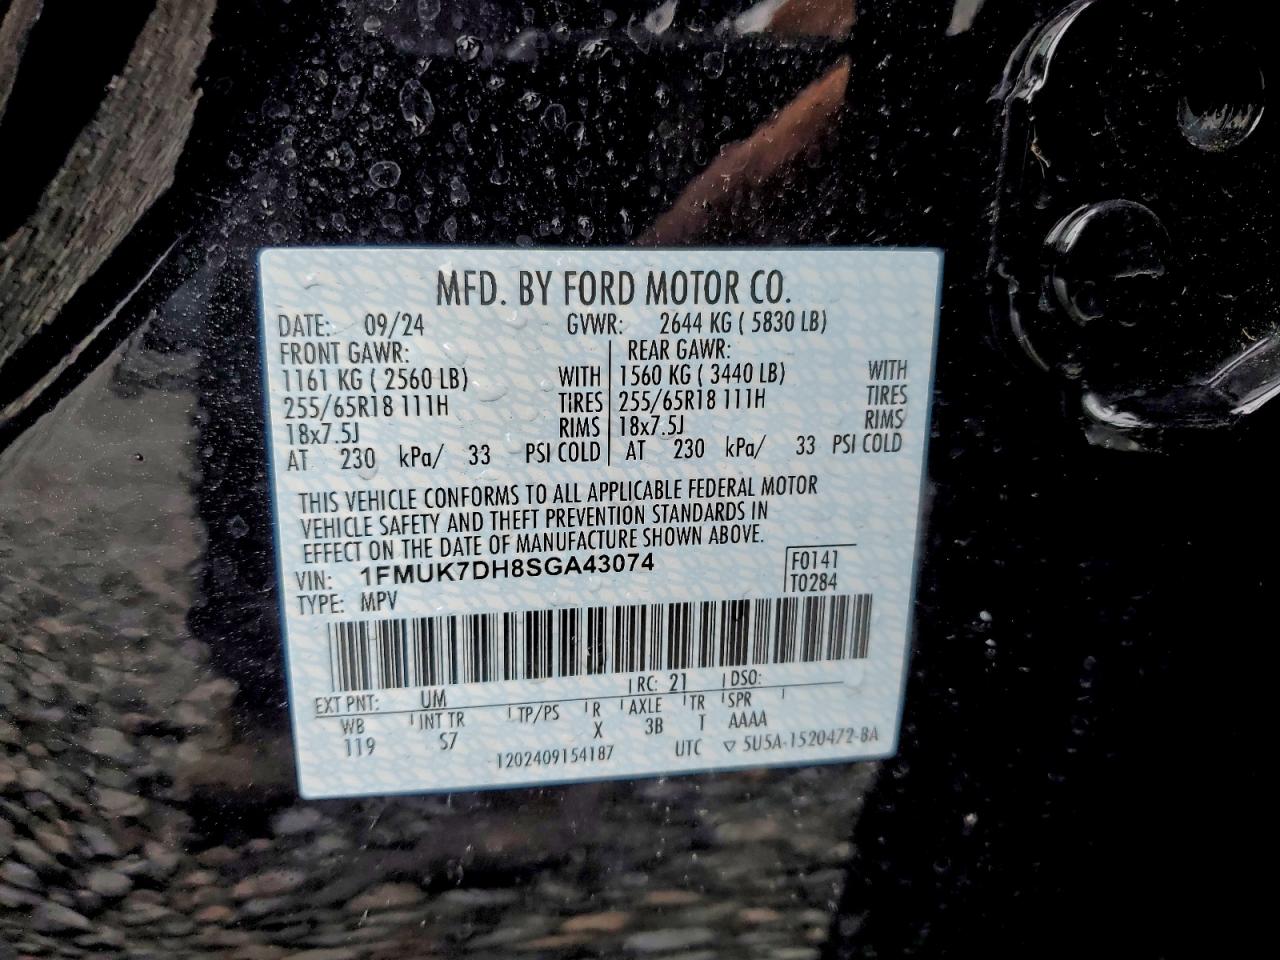 MFD. BY FORD MOTOR CO.
DATE: 09/24 GVWR: 2644 KG ( 5830 LB)
FRONT GAWR: REAR GAWR:
1161 KG ( 2560 LB) WITH 1560 KG ( 3440 LB) WITH
255/65R18 111H TIRES 255/65R18 111H TIRES
18x7.5J RIMS 18x7.5J RIMS
AT 230 kPa/ 33 PSI COLD AT 230 kPa/ 33 PSI COLD
THIS VEHICLE CONFORMS TO ALL APPLICABLE FEDERAL MOTOR
VEHICLE SAFETY AND THEFT PREVENTION STANDARDS IN
EFFECT ON THE DATE OF MANUFACTURE SHOWN ABOVE.
VIN: 1FMUK7DH8SGA43074 F0141
TYPE: MPV T0284
EXT PNT: UM RC: 21 DSO:
WB INT TR TP/PS R AXLE TR SPR
119 S7 X 3B T AAAA
1202409154187 UTC ▽ 5U5A-1520472-BA